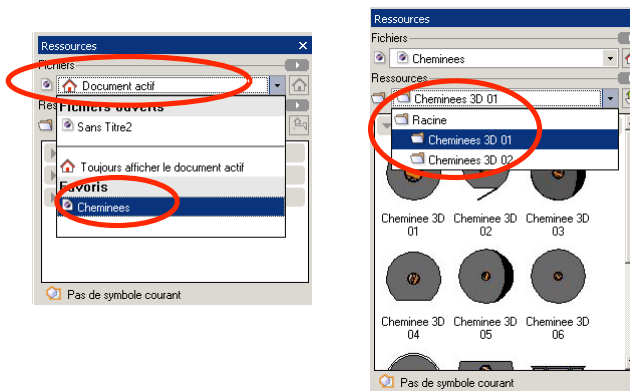 Ressources
Fichiers
Document actif
Fichiers ouverts
Sans Titre2
Toujours afficher le document actif
Favoris
Cheminees
Pas de symbole courant
Ressources
Fichiers
Cheminees
Ressources
Cheminees 3D 01
Racine
Cheminees 3D 01
Cheminees 3D 02
Cheminee 3D 01
Cheminee 3D 02
Cheminee 3D 03
Cheminee 3D 04
Cheminee 3D 05
Cheminee 3D 06
Pas de symbole courant